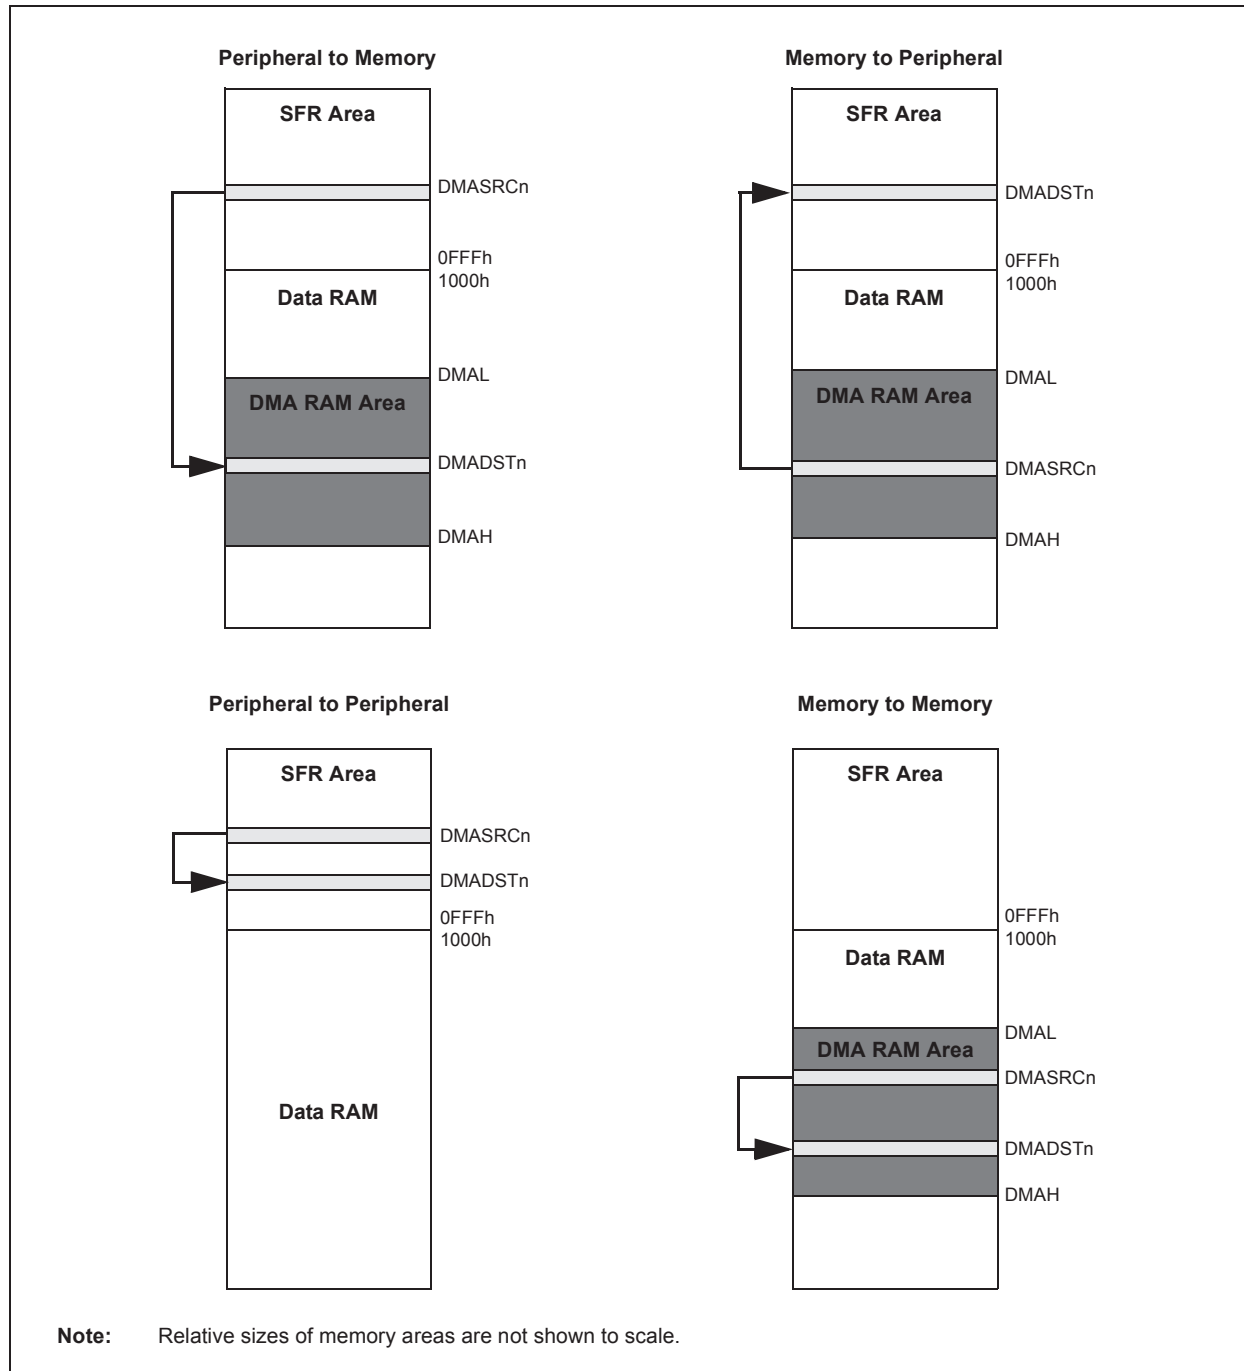 Peripheral to Memory
SFR Area
DMASRCn
0FFFh
1000h
Data RAM
DMAL
DMA RAM Area
DMADSTn
DMAH
Memory to Peripheral
SFR Area
DMADSTn
0FFFh
1000h
Data RAM
DMAL
DMA RAM Area
DMASRCn
DMAH
Peripheral to Peripheral
SFR Area
DMASRCn
DMADSTn
0FFFh
1000h
Data RAM
Memory to Memory
SFR Area
0FFFh
1000h
Data RAM
DMAL
DMA RAM Area
DMASRCn
DMADSTn
DMAH
Note: Relative sizes of memory areas are not shown to scale.